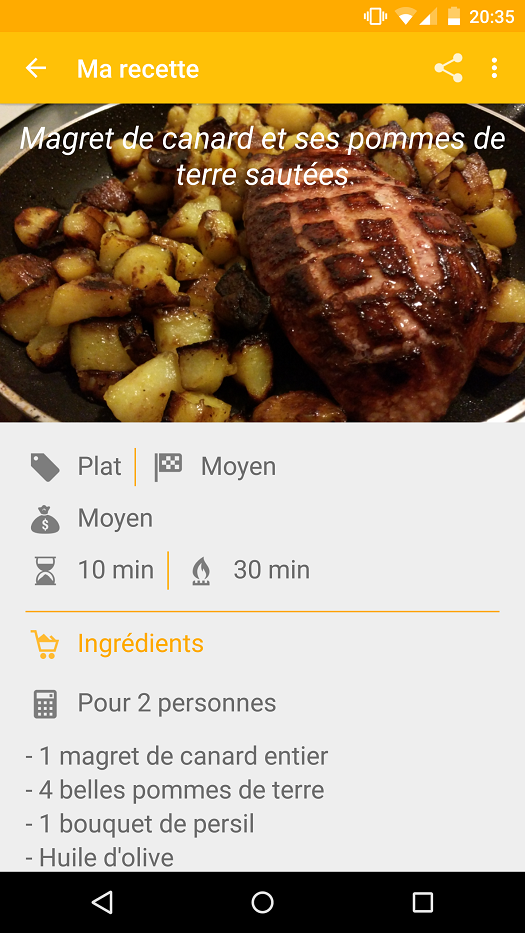 20:35
Ma recette
Magret de canard et ses pommes de
terre sautées.
Plat
Moyen
Moyen
10 min
30 min
Ingrédients
Pour 2 personnes
- 1 magret de canard entier
- 4 belles pommes de terre
- 1 bouquet de persil
- Huile d'olive